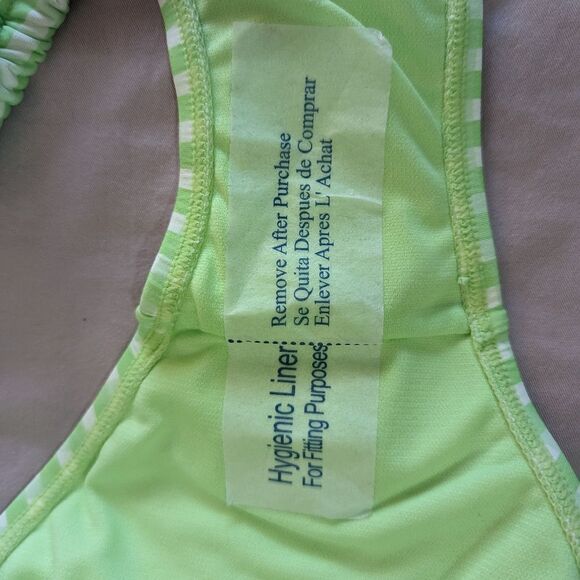 Remove After Purchase
Se Quita Despues de Comprar
Enlever Apres L' Achat
Hygienic Liner
For Fitting Purposes